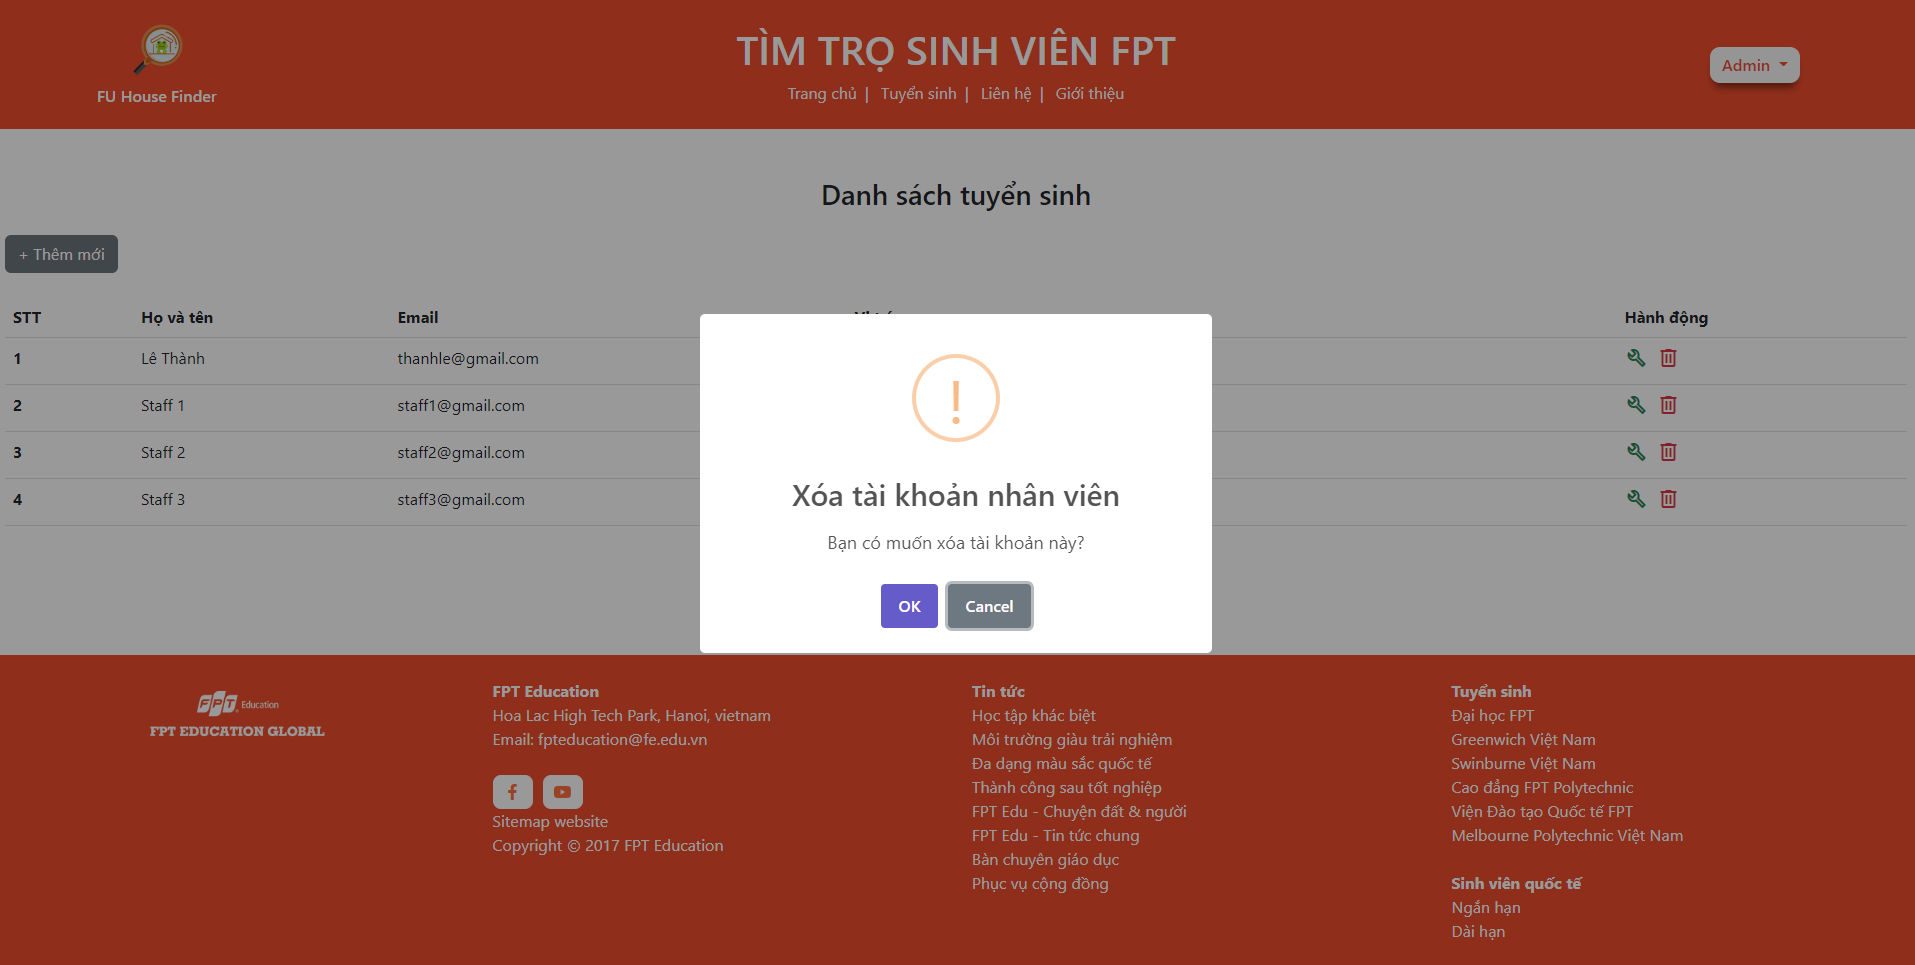 FU House Finder
TÌM TRỌ SINH VIÊN FPT
Trang chủ | Tuyển sinh | Liên hệ | Giới thiệu
Admin
Danh sách tuyển sinh
+ Thêm mới
STT Họ và tên Email Hành động
1 Lê Thành thanhle@gmail.com
2 Staff 1 staff1@gmail.com
3 Staff 2 staff2@gmail.com
4 Staff 3 staff3@gmail.com
!
Xóa tài khoản nhân viên
Bạn có muốn xóa tài khoản này?
OK Cancel
FPT Education
FPT EDUCATION GLOBAL
FPT Education
Hoa Lac High Tech Park, Hanoi, vietnam
Email: fpteducation@fe.edu.vn
Sitemap website
Copyright © 2017 FPT Education
Tin tức
Học tập khác biệt
Môi trường giàu trải nghiệm
Đa dạng màu sắc quốc tế
Thành công sau tốt nghiệp
FPT Edu - Chuyện đất & người
FPT Edu - Tin tức chung
Bàn chuyên giáo dục
Phục vụ cộng đồng
Tuyển sinh
Đại học FPT
Greenwich Việt Nam
Swinburne Việt Nam
Cao đẳng FPT Polytechnic
Viện Đào tạo Quốc tế FPT
Melbourne Polytechnic Việt Nam
Sinh viên quốc tế
Ngắn hạn
Dài hạn